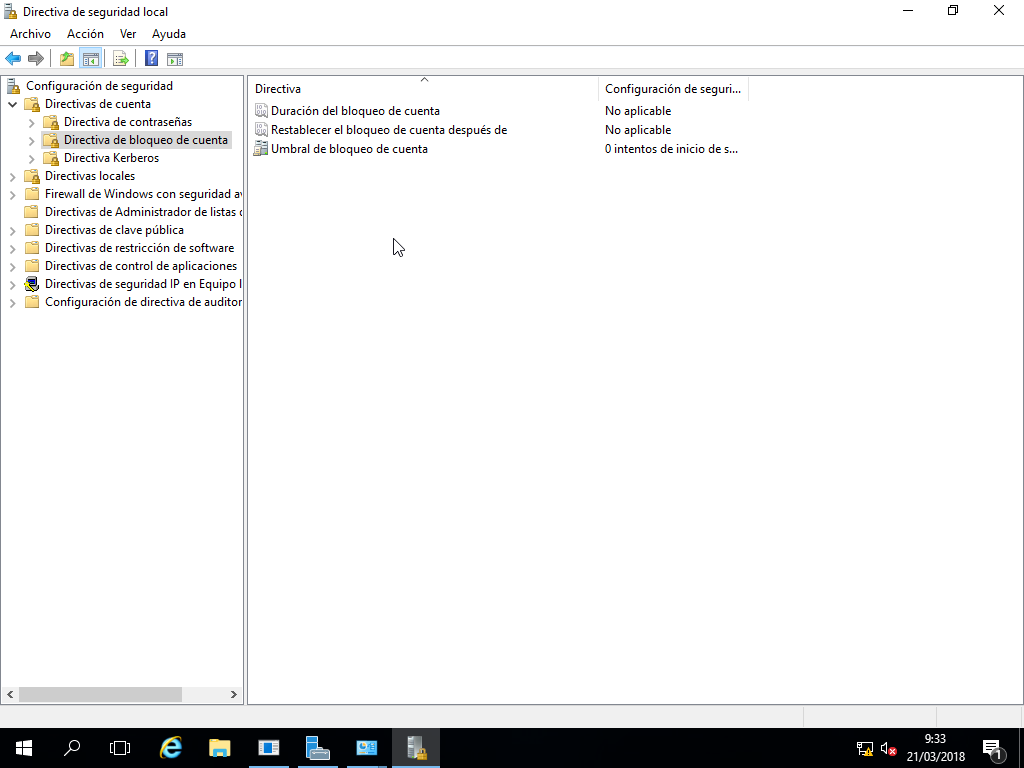 Directiva de seguridad local
Archivo Acción Ver Ayuda
Configuración de seguridad
Directivas de cuenta
Directiva de contraseñas
Directiva de bloqueo de cuenta
Directiva Kerberos
Directivas locales
Firewall de Windows con seguridad av
Directivas de Administrador de listas d
Directivas de clave pública
Directivas de restricción de software
Directivas de control de aplicaciones
Directivas de seguridad IP en Equipo l
Configuración de directiva de auditor
Directiva Configuración de seguri...
Duración del bloqueo de cuenta No aplicable
Restablecer el bloqueo de cuenta después de No aplicable
Umbral de bloqueo de cuenta 0 intentos de inicio de s...
9:33
21/03/2018
1